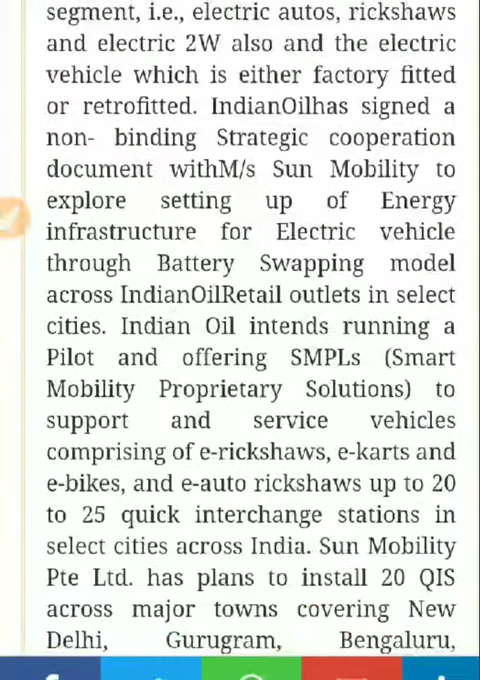 segment, i.e., electric autos, rickshaws
and electric 2W also and the electric
vehicle which is either factory fitted
or retrofitted. IndianOilhas signed a
non- binding Strategic cooperation
document withM/s Sun Mobility to
explore setting up of Energy
infrastructure for Electric vehicle
through Battery Swapping model
across IndianOilRetail outlets in select
cities. Indian Oil intends running a
Pilot and offering SMPLs (Smart
Mobility Proprietary Solutions) to
support and service vehicles
comprising of e-rickshaws, e-karts and
e-bikes, and e-auto rickshaws up to 20
to 25 quick interchange stations in
select cities across India. Sun Mobility
Pte Ltd. has plans to install 20 QIS
across major towns covering New
Delhi, Gurugram, Bengaluru,